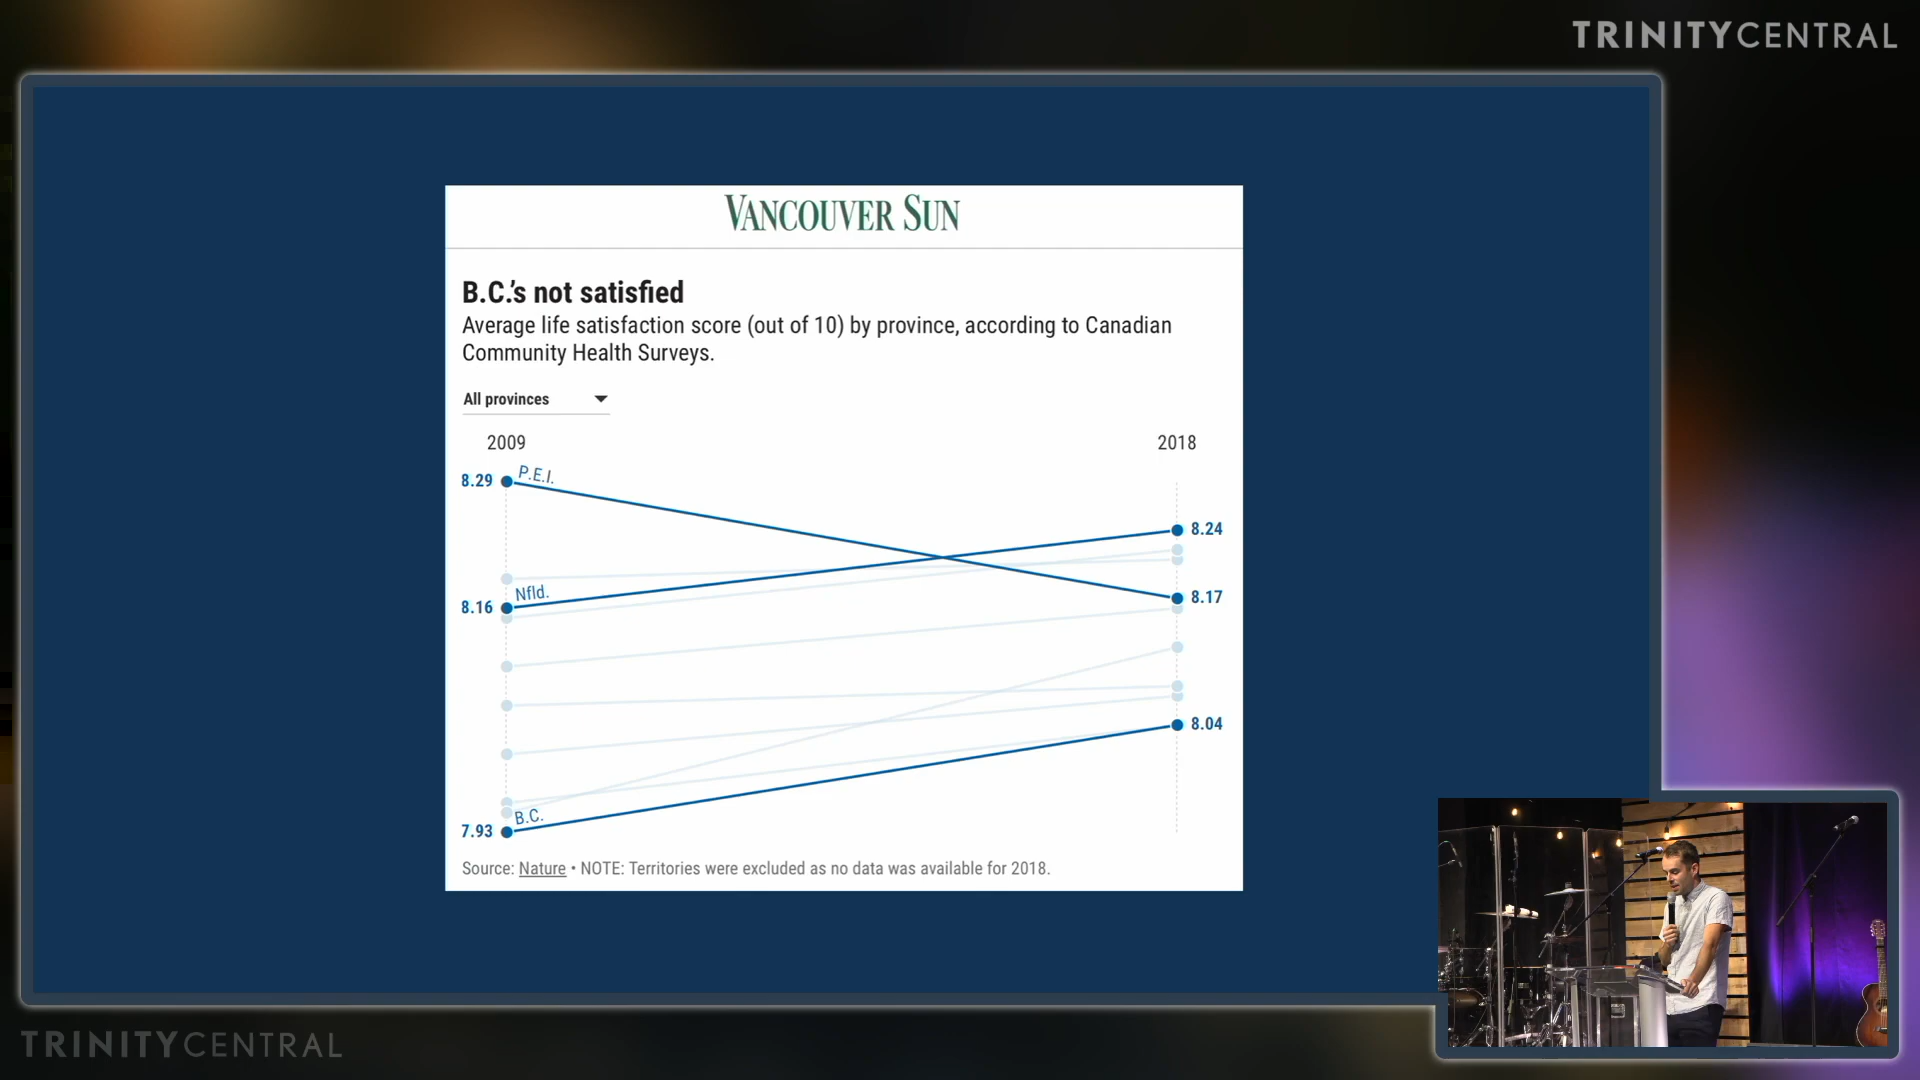 TRINITYCENTRAL
VANCOUVER SUN
B.C.'s not satisfied
Average life satisfaction score (out of 10) by province, according to Canadian
Community Health Surveys.
All provinces
2009
2018
8.29
P.E.I.
8.24
Nfld.
8.16
8.17
8.04
B.C.
7.93
Source: Nature • NOTE: Territories were excluded as no data was available for 2018.
TRINITYCENTRAL